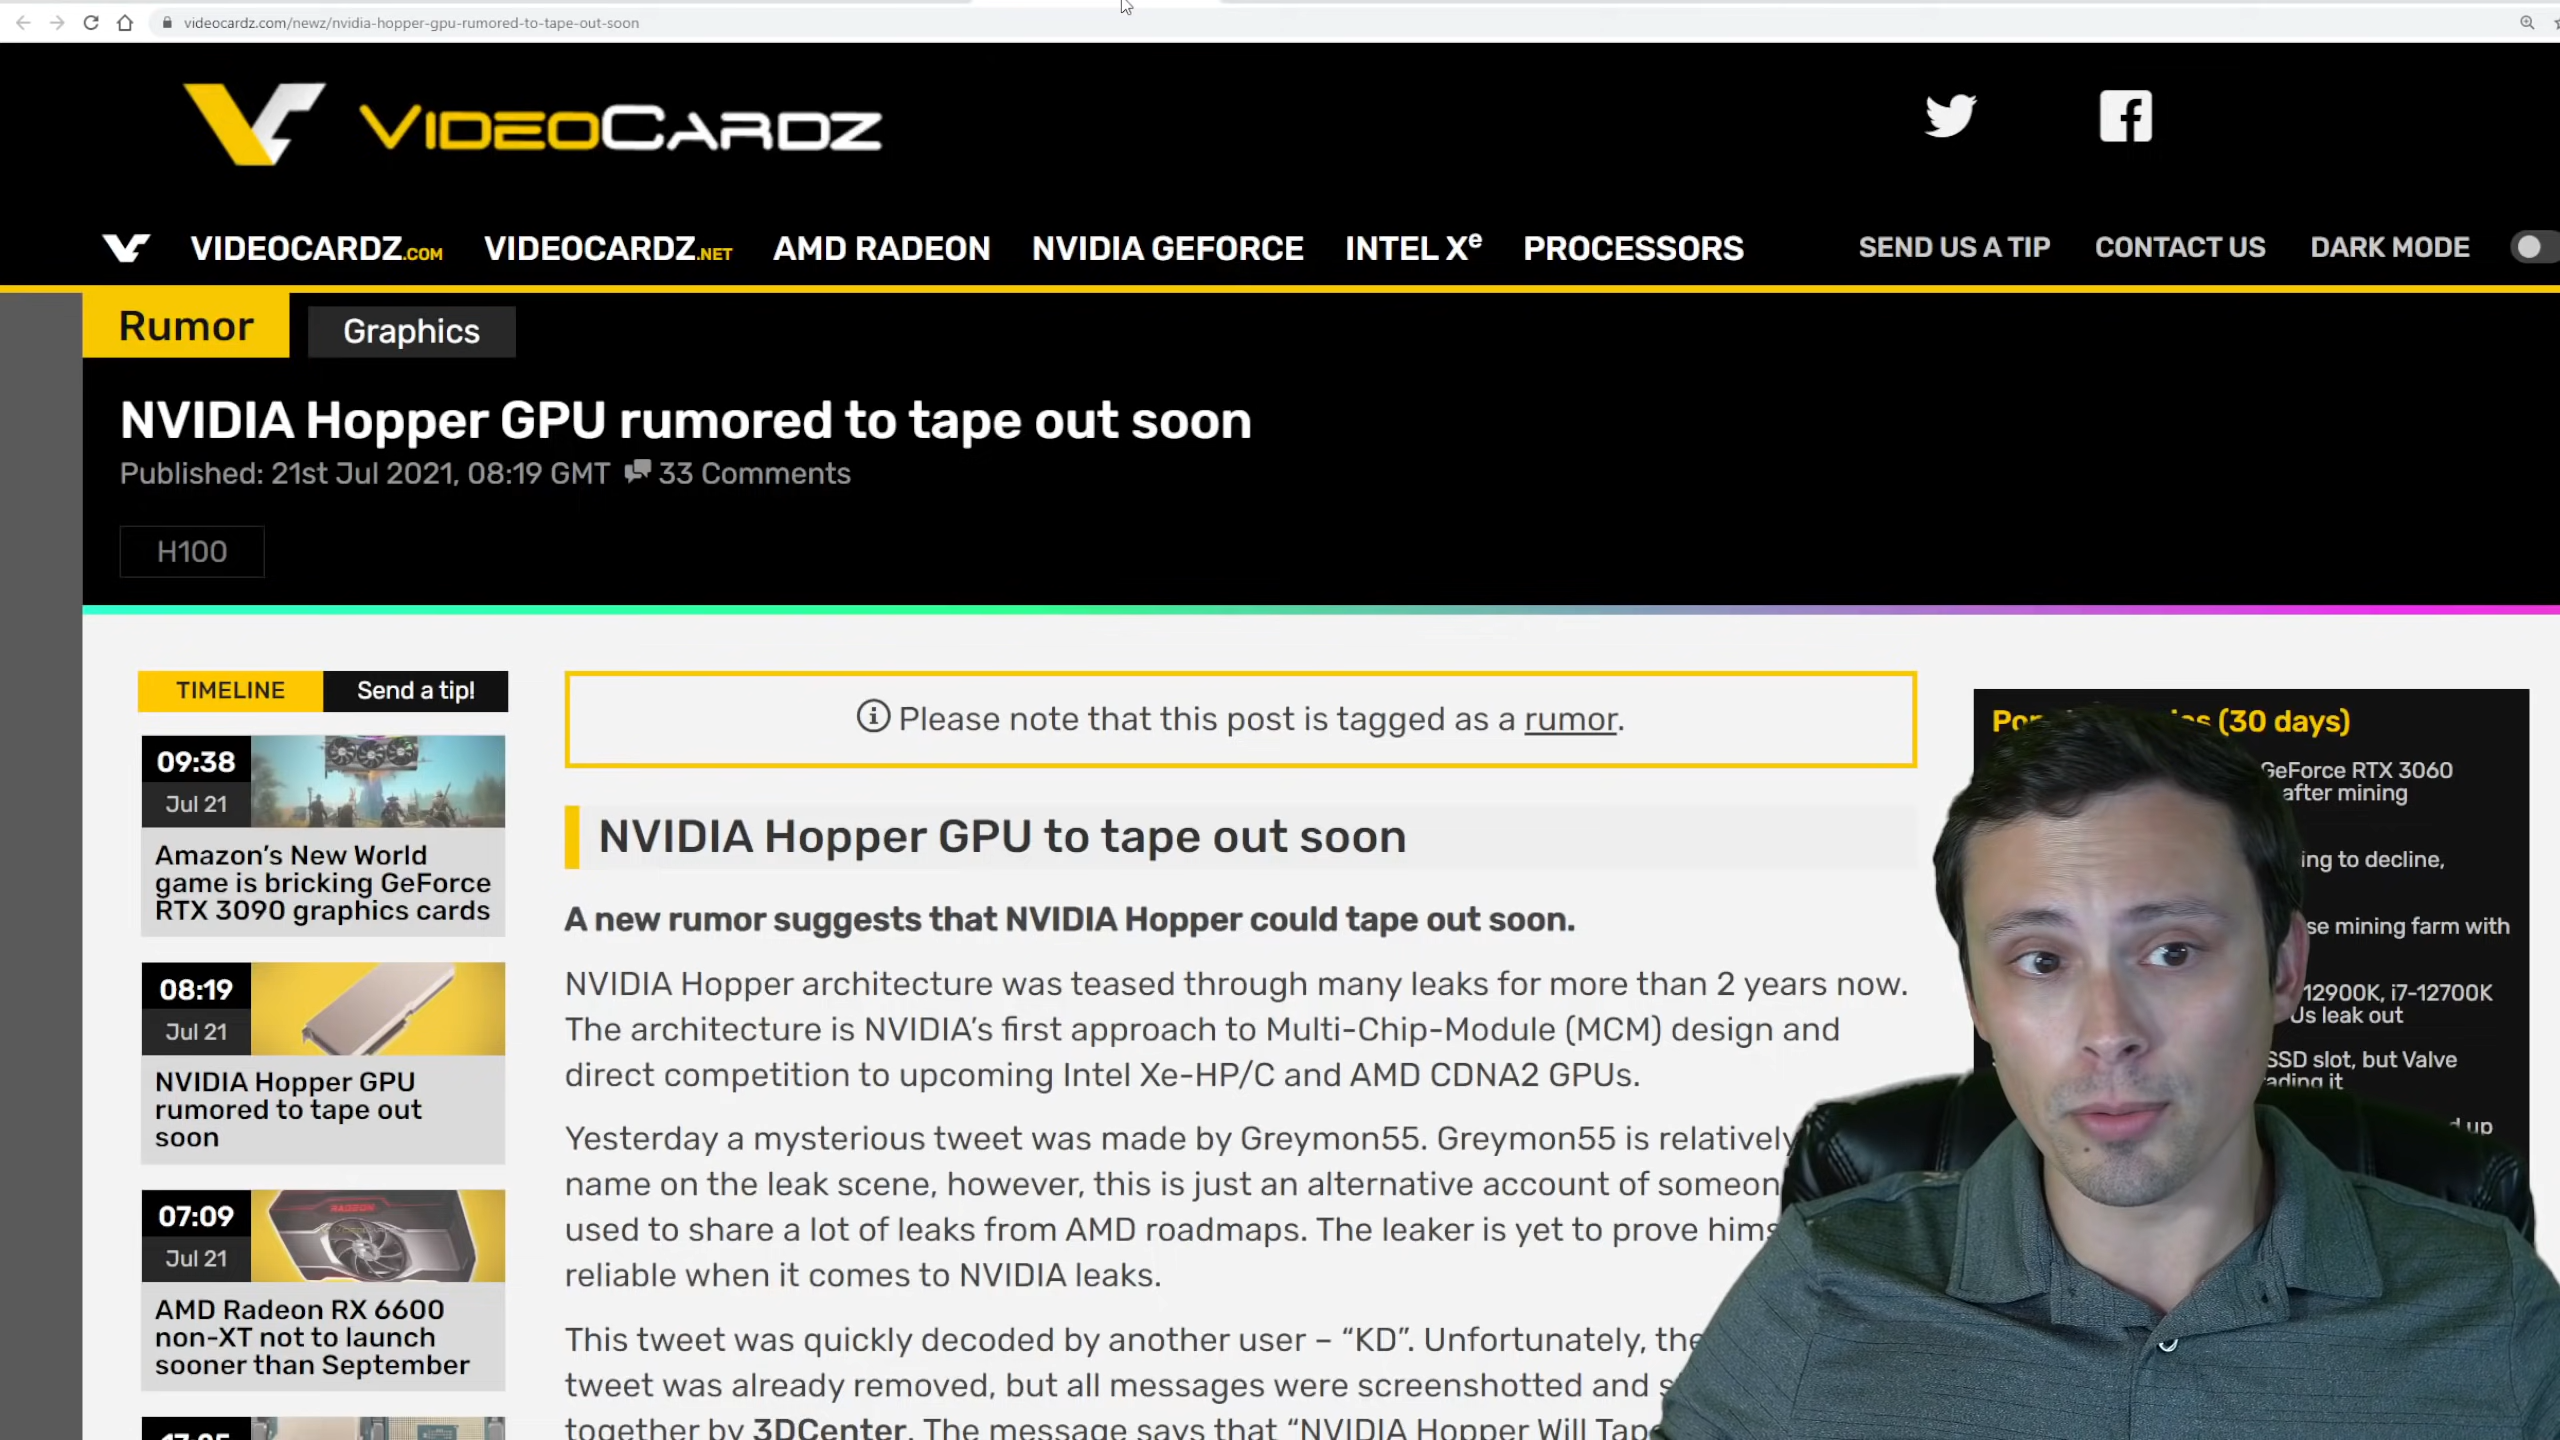 videocardz.com/newz/nvidia-hopper-gpu-rumored-to-tape-out-soon
VIDEOCARDZ
VIDEOCARDZ.COM VIDEOCARDZ.NET AMD RADEON NVIDIA GEFORCE INTEL Xe PROCESSORS SEND US A TIP CONTACT US DARK MODE
Rumor Graphics
NVIDIA Hopper GPU rumored to tape out soon
Published: 21st Jul 2021, 08:19 GMT 33 Comments
H100
TIMELINE Send a tip!
09:38
Jul 21
Amazon's New World
game is bricking GeForce
RTX 3090 graphics cards
08:19
Jul 21
NVIDIA Hopper GPU
rumored to tape out
soon
07:09
Jul 21
RADEON
AMD Radeon RX 6600
non-XT not to launch
sooner than September
Please note that this post is tagged as a rumor.
NVIDIA Hopper GPU to tape out soon
A new rumor suggests that NVIDIA Hopper could tape out soon.
NVIDIA Hopper architecture was teased through many leaks for more than 2 years now.
The architecture is NVIDIA's first approach to Multi-Chip-Module (MCM) design and
direct competition to upcoming Intel Xe-HP/C and AMD CDNA2 GPUs.
Yesterday a mysterious tweet was made by Greymon55. Greymon55 is relatively
name on the leak scene, however, this is just an alternative account of
used to share a lot of leaks from AMD roadmaps. The leaker is yet to prove
reliable when it comes to NVIDIA leaks.
This tweet was quickly decoded by another user – “KD”. Unfortunately,
tweet was already removed, but all messages were screenshotted and
together by 3DCenter. The message says that “NVIDIA Hopper Will
(30 days)
GeForce RTX 3060
after mining
to decline,
mining farm with
12900K, i7-12700K
leak out
SSD slot, but Valve
it
up